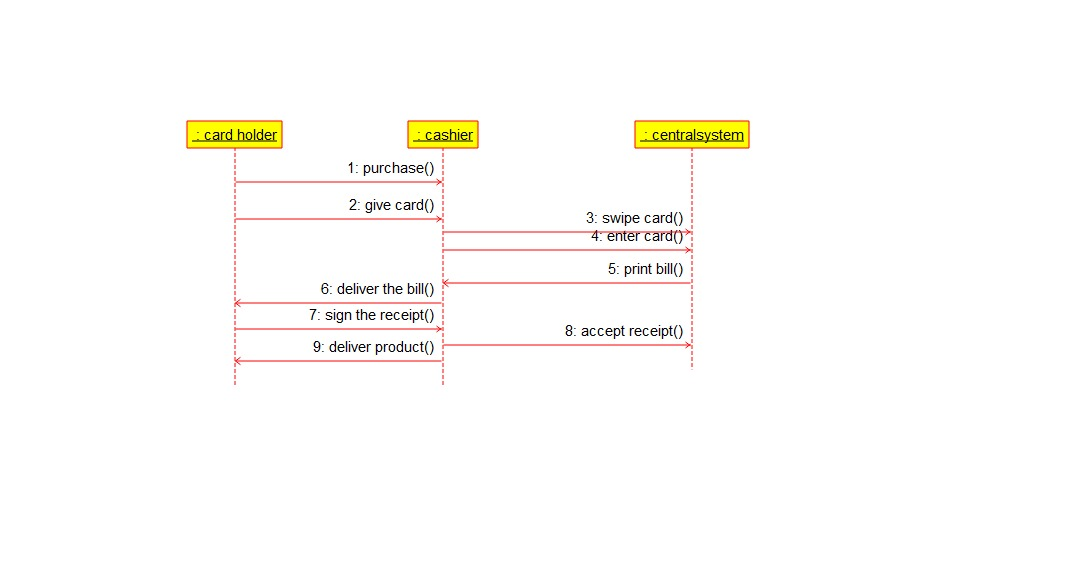 : card holder
: cashier
: centralsystem
1: purchase()
2: give card()
3: swipe card()
4: enter card()
5: print bill()
6: deliver the bill()
7: sign the receipt()
8: accept receipt()
9: deliver product()